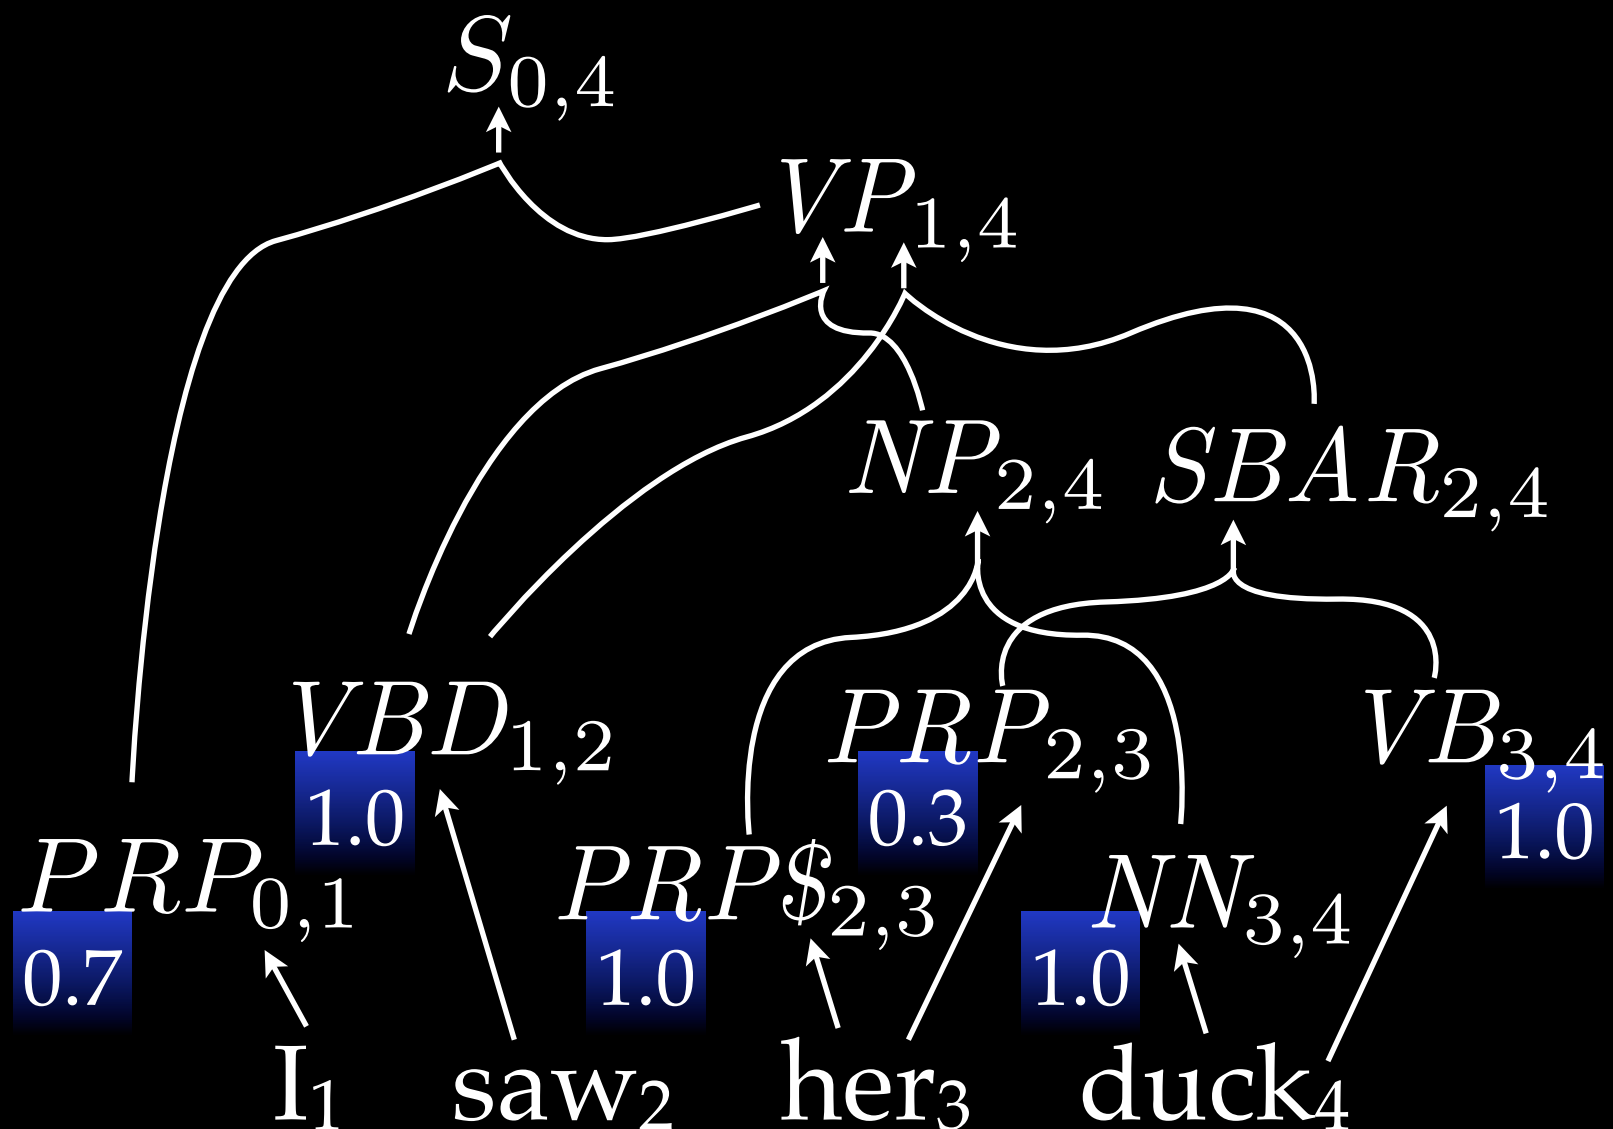 S0,4
VP1,4
NP2,4 SBAR2,4
VBD1,2 PRP2,3 VB3,4
1.0 0.3 1.0
PRP0,1 PRP$2,3 NN3,4
0.7 1.0 1.0
I1 saw2 her3 duck4